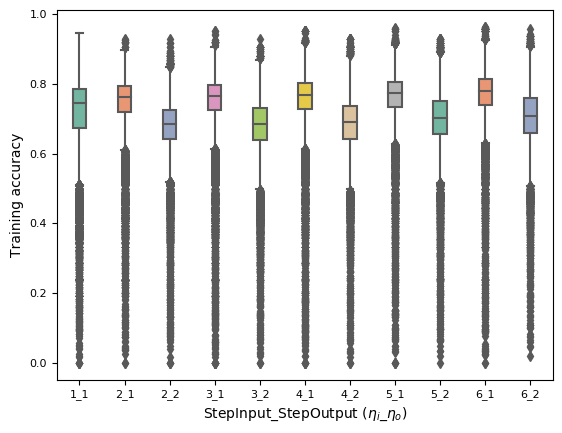 1.0
0.8
0.6
0.4
0.2
0.0
Training accuracy
1_1 2_1 2_2 3_1 3_2 4_1 4_2 5_1 5_2 6_1 6_2
StepInput_StepOutput (η_i_η_o)